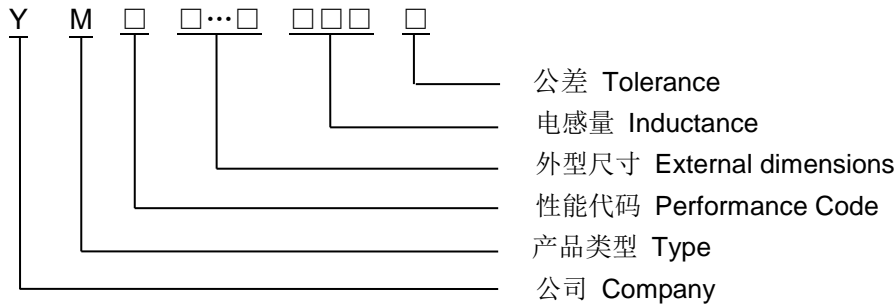 Y M □ □…□ □□□ □
公差 Tolerance
电感量 Inductance
外型尺寸 External dimensions
性能代码 Performance Code
产品类型 Type
公司 Company